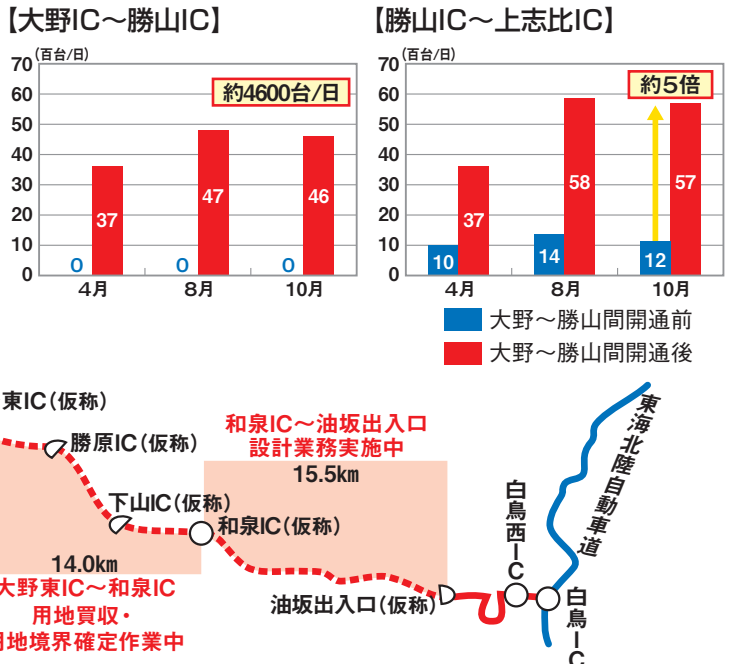 【大野IC～勝山IC】
(百台/日)
70
60
50
40
30
20
10
0
約4600台/日
0
37
0
47
0
46
4月
8月
10月
【勝山IC～上志比IC】
(百台/日)
70
60
50
40
30
20
10
0
約5倍
10
37
14
58
12
57
4月
8月
10月
大野～勝山間開通前
大野～勝山間開通後
東IC(仮称)
勝原IC(仮称)
下山IC(仮称)
和泉IC(仮称)
14.0km
大野東IC～和泉IC
用地買収・
用地境界確定作業中
和泉IC～油坂出入口
設計業務実施中
15.5km
油坂出入口(仮称)
白鳥西IC
白鳥IC
東海北陸自動車道